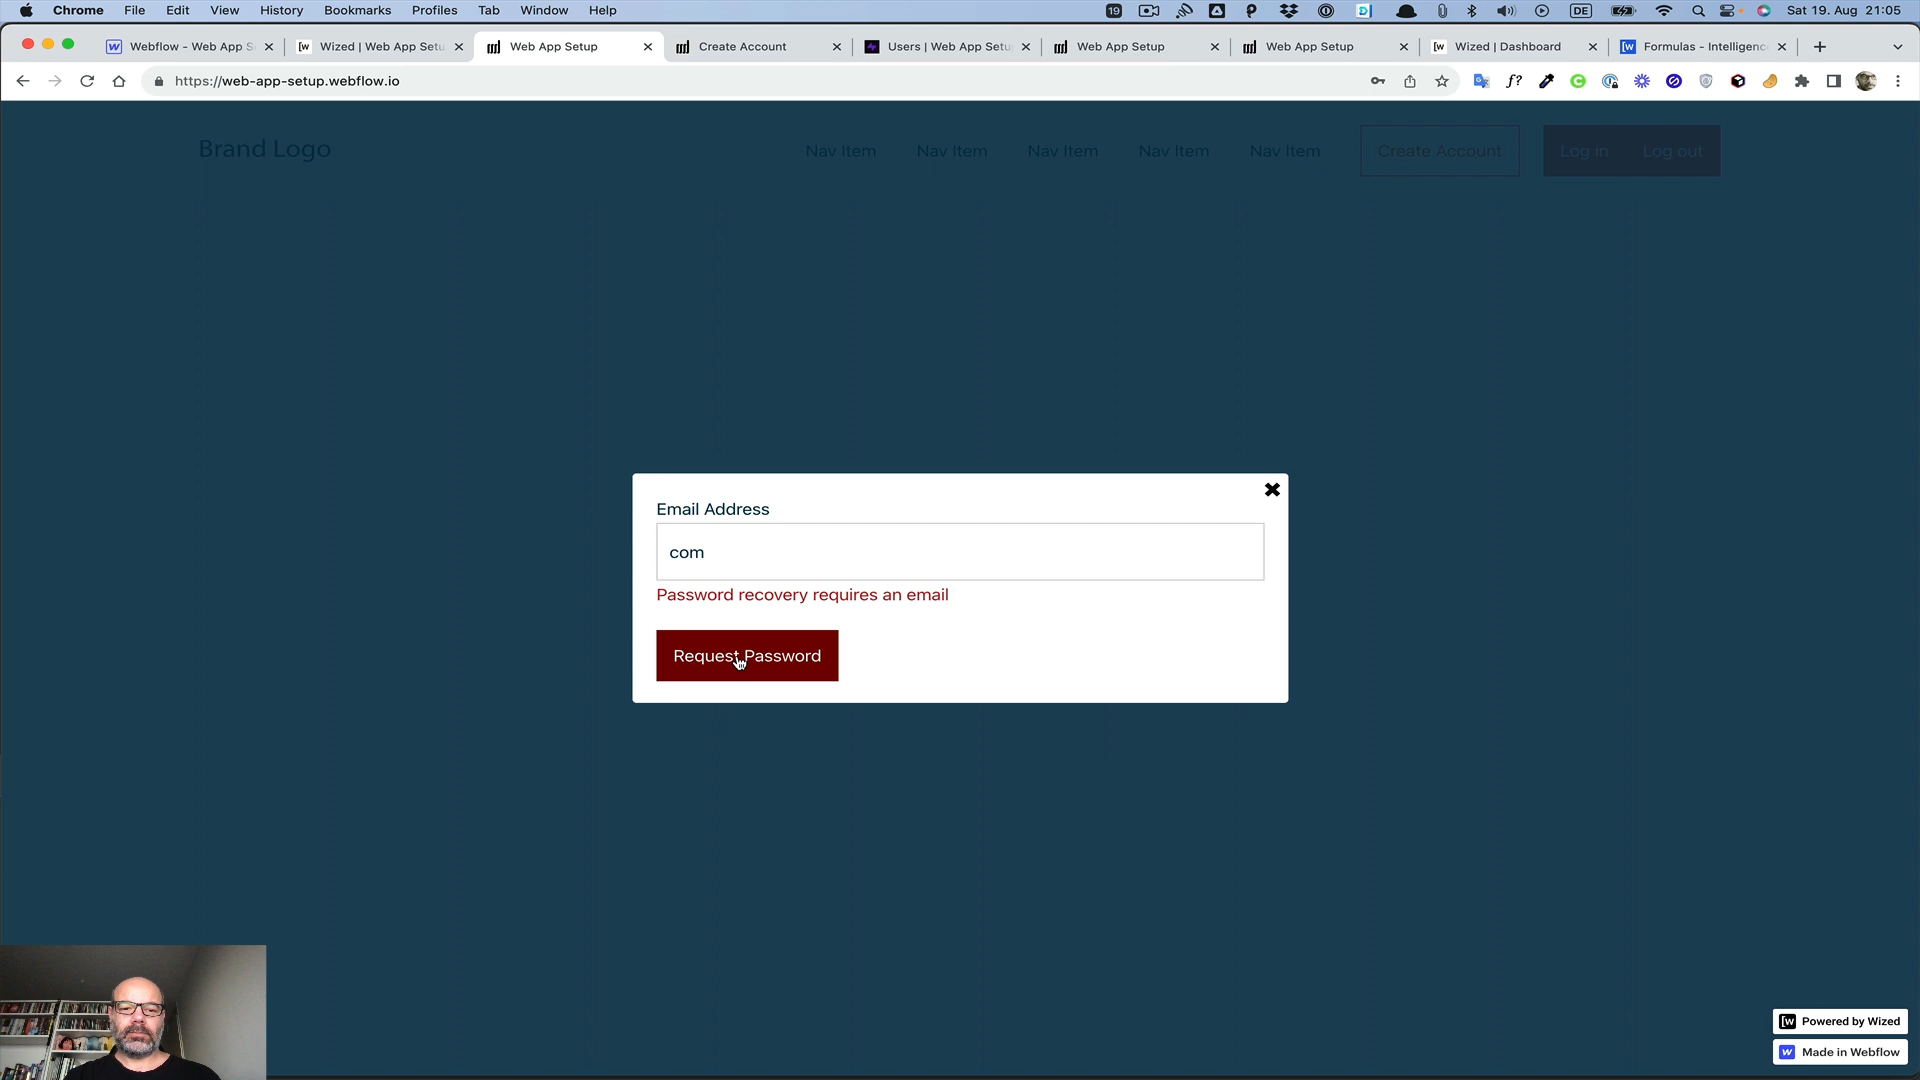 Chrome File Edit View History Bookmarks Profiles Tab Window Help 19 DE Sat 19. Aug 21:05
Webflow - Web App S Wized | Web App Setu Web App Setup Create Account Users | Web App Setu Web App Setup Web App Setup Wized | Dashboard Formulas - Intelligenc
https://web-app-setup.webflow.io
Brand Logo Nav Item Nav Item Nav Item Nav Item Nav Item Create Account Log in Log out
Email Address
com
Password recovery requires an email
Request Password
Powered by Wized
Made in Webflow